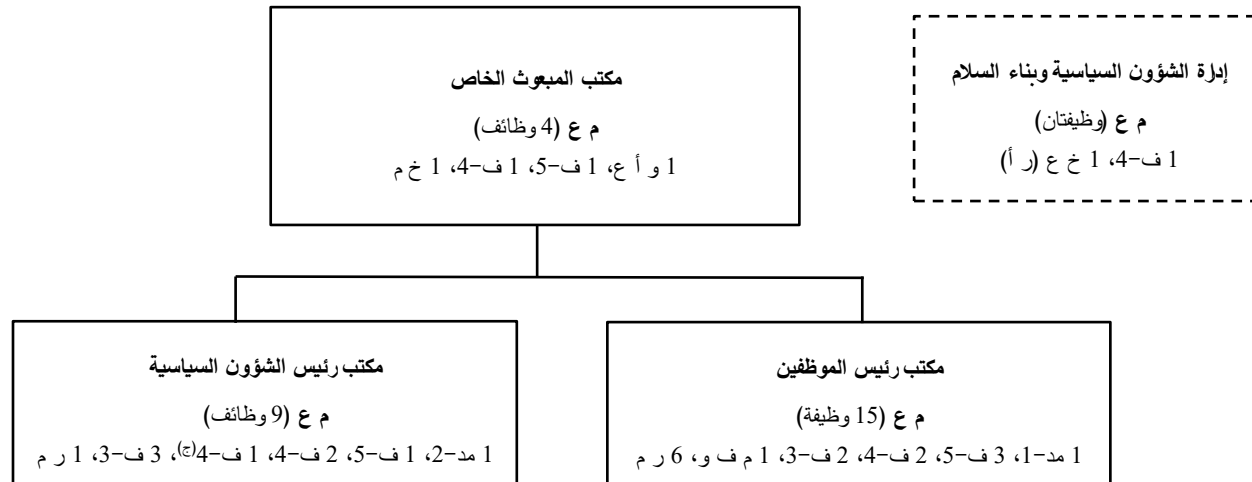 مكتب المبعوث الخاص
م ع (4 وظائف)
1 و أ ع، 1 ف-5، 1 ف-4، 1 خ م
إدارة الشؤون السياسية وبناء السلام
م ع (وظيفتان)
1 ف-4، 1 خ ع (ر أ)
مكتب رئيس الموظفين
م ع (15 وظيفة)
1 مد-1، 3 ف-5، 2 ف-4، 2 ف-3، 1 م ف و، 6 ر م
مكتب رئيس الشؤون السياسية
م ع (9 وظائف)
1 مد-2، 1 ف-5، 2 ف-4، 1 ف-4(ج)، 3 ف-3، 1 ر م